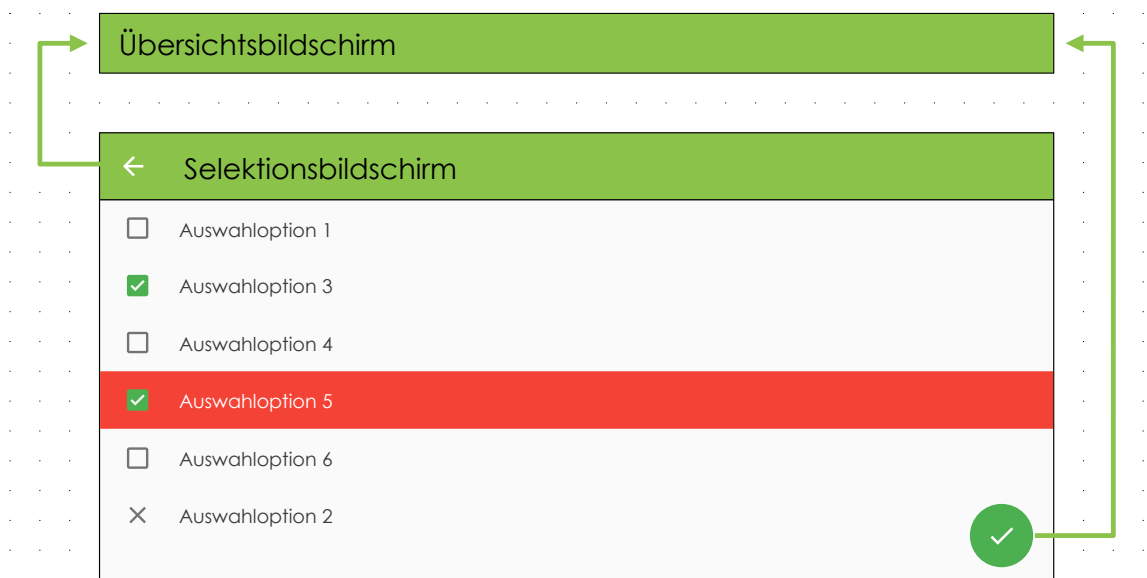 Übersichtsbildschirm
Selektionsbildschirm
Auswahloption 1
Auswahloption 3
Auswahloption 4
Auswahloption 5
Auswahloption 6
Auswahloption 2